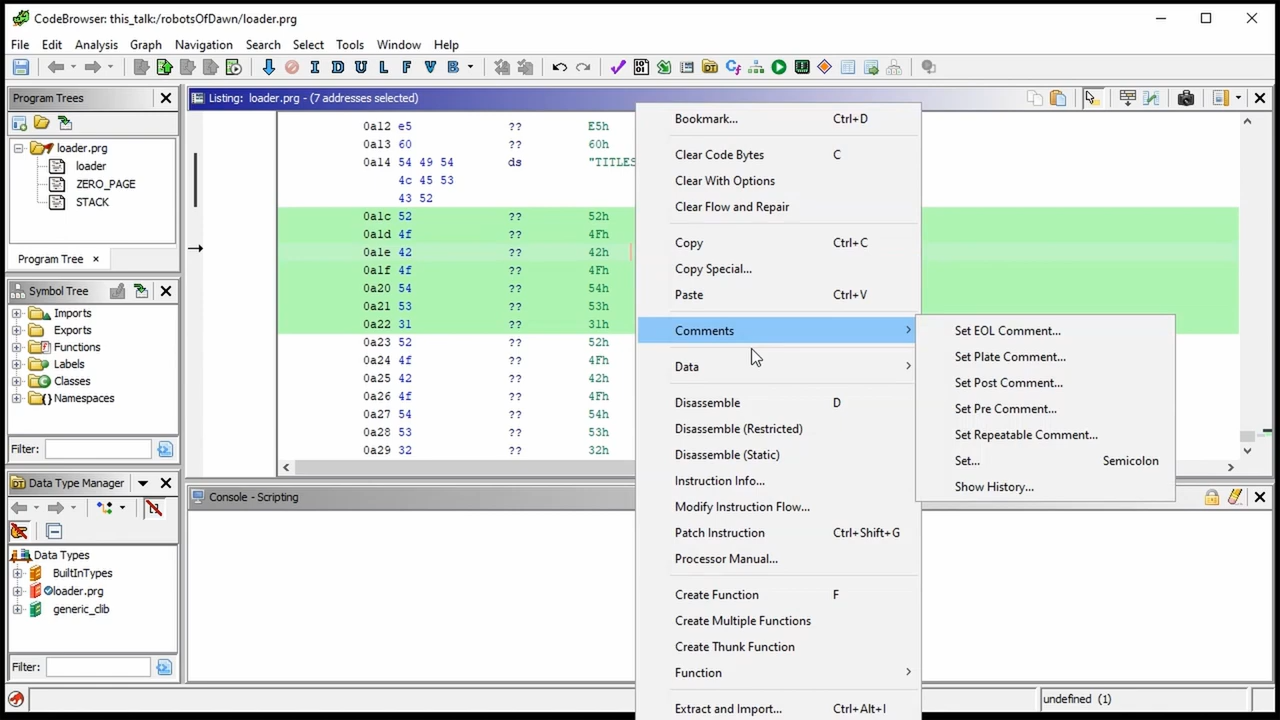 CodeBrowser: this_talk:/robotsOfDawn/loader.prg
File Edit Analysis Graph Navigation Search Select Tools Window Help
I D U L F V B
Program Trees
loader.prg
loader
ZERO_PAGE
STACK
Program Tree ×
Symbol Tree
Imports
Exports
Functions
Labels
Classes
Namespaces
Filter:
Data Type Manager
Data Types
BuiltInTypes
loader.prg
generic_clib
Filter:
Listing: loader.prg - (7 addresses selected)
0a12 e5 ?? E5h
0a13 60 ?? 60h
0a14 54 49 54 ds "TITLES
4c 45 53
43 52
0a1c 52 ?? 52h
0a1d 4f ?? 4Fh
0a1e 42 ?? 42h
0a1f 4f ?? 4Fh
0a20 54 ?? 54h
0a21 53 ?? 53h
0a22 31 ?? 31h
0a23 52 ?? 52h
0a24 4f ?? 4Fh
0a25 42 ?? 42h
0a26 4f ?? 4Fh
0a27 54 ?? 54h
0a28 53 ?? 53h
0a29 32 ?? 32h
Console - Scripting
Bookmark... Ctrl+D
Clear Code Bytes C
Clear With Options
Clear Flow and Repair
Copy Ctrl+C
Copy Special...
Paste Ctrl+V
Comments
Data
Disassemble D
Disassemble (Restricted)
Disassemble (Static)
Instruction Info...
Modify Instruction Flow...
Patch Instruction Ctrl+Shift+G
Processor Manual...
Create Function F
Create Multiple Functions
Create Thunk Function
Function
Extract and Import... Ctrl+Alt+I
Set EOL Comment...
Set Plate Comment...
Set Post Comment...
Set Pre Comment...
Set Repeatable Comment...
Set... Semicolon
Show History...
undefined (1)